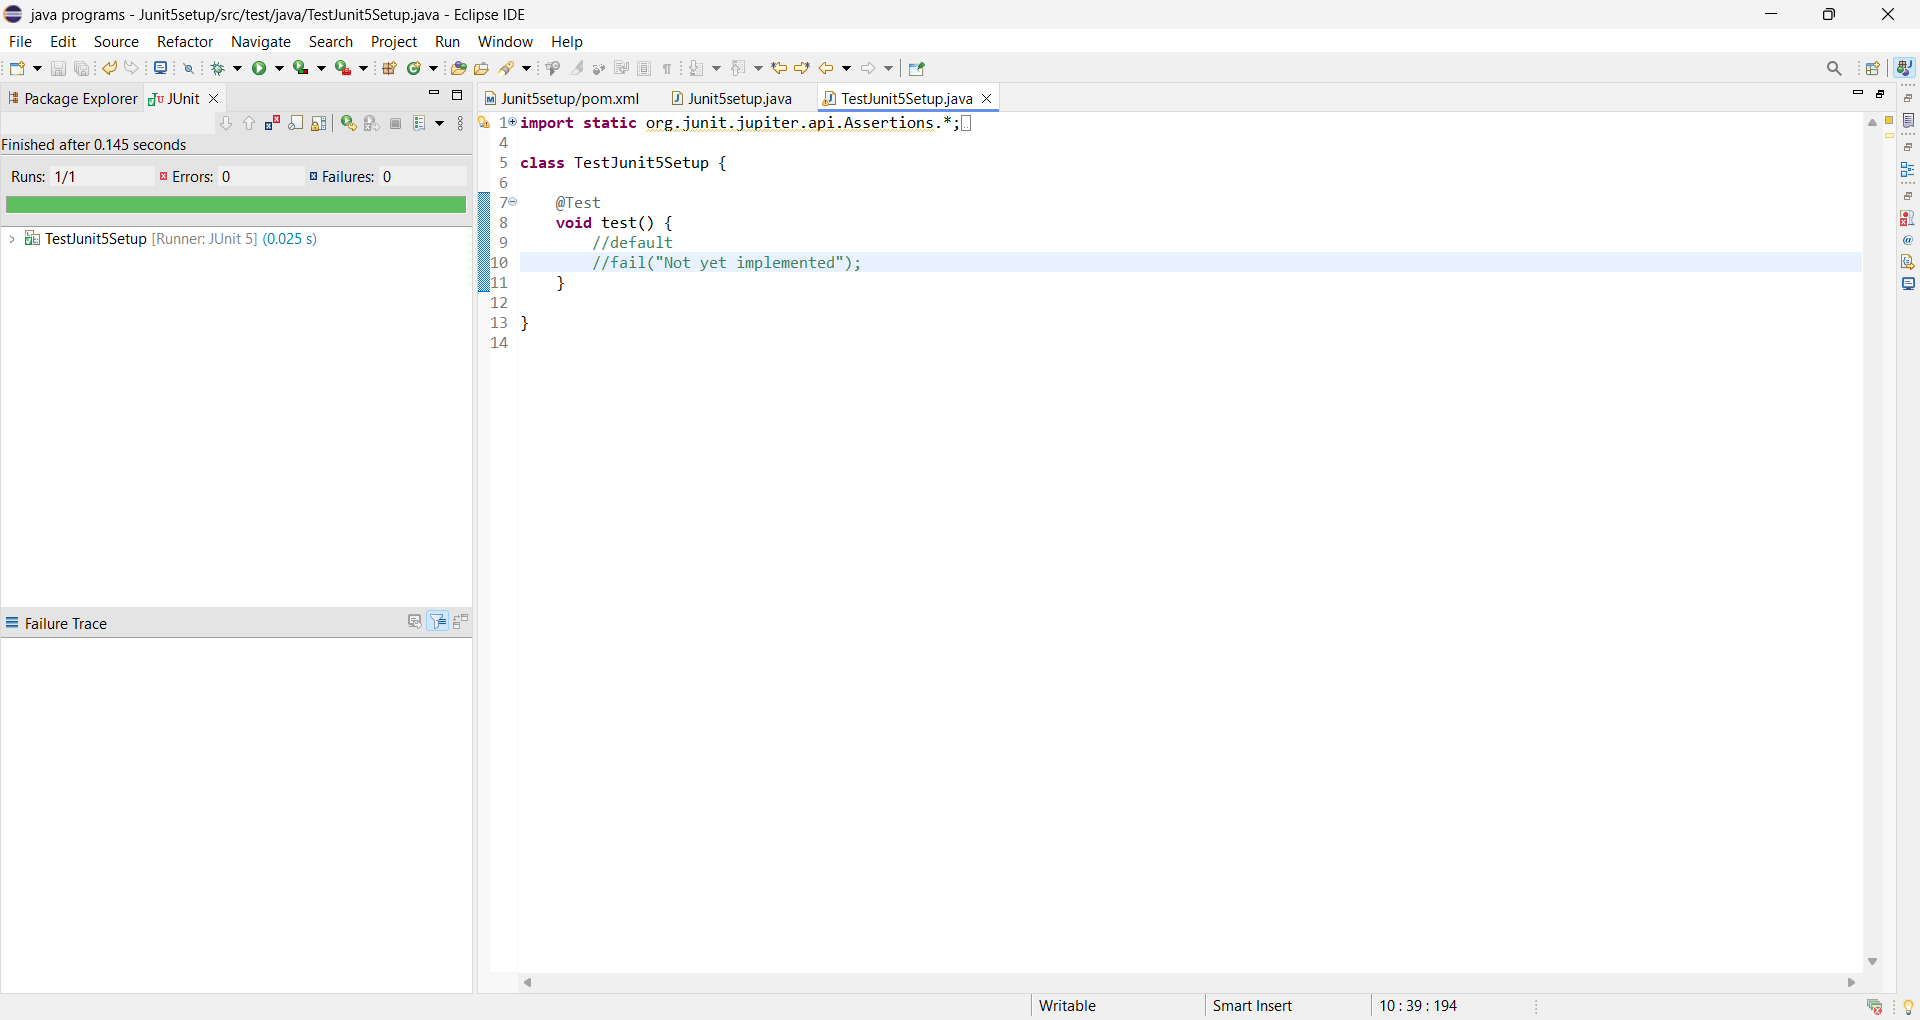 java programs - Junit5setup/src/test/java/TestJunit5Setup.java - Eclipse IDE
File Edit Source Refactor Navigate Search Project Run Window Help
Package Explorer JUnit
Junit5setup/pom.xml Junit5setup.java TestJunit5Setup.java
Finished after 0.145 seconds
Runs: 1/1 Errors: 0 Failures: 0
TestJunit5Setup [Runner: JUnit 5] (0.025 s)
Failure Trace
1 import static org.junit.jupiter.api.Assertions.*;
4
5 class TestJunit5Setup {
6
7 @Test
8 void test() {
9 //default
10 //fail("Not yet implemented");
11 }
12
13 }
14
Writable Smart Insert 10 : 39 : 194